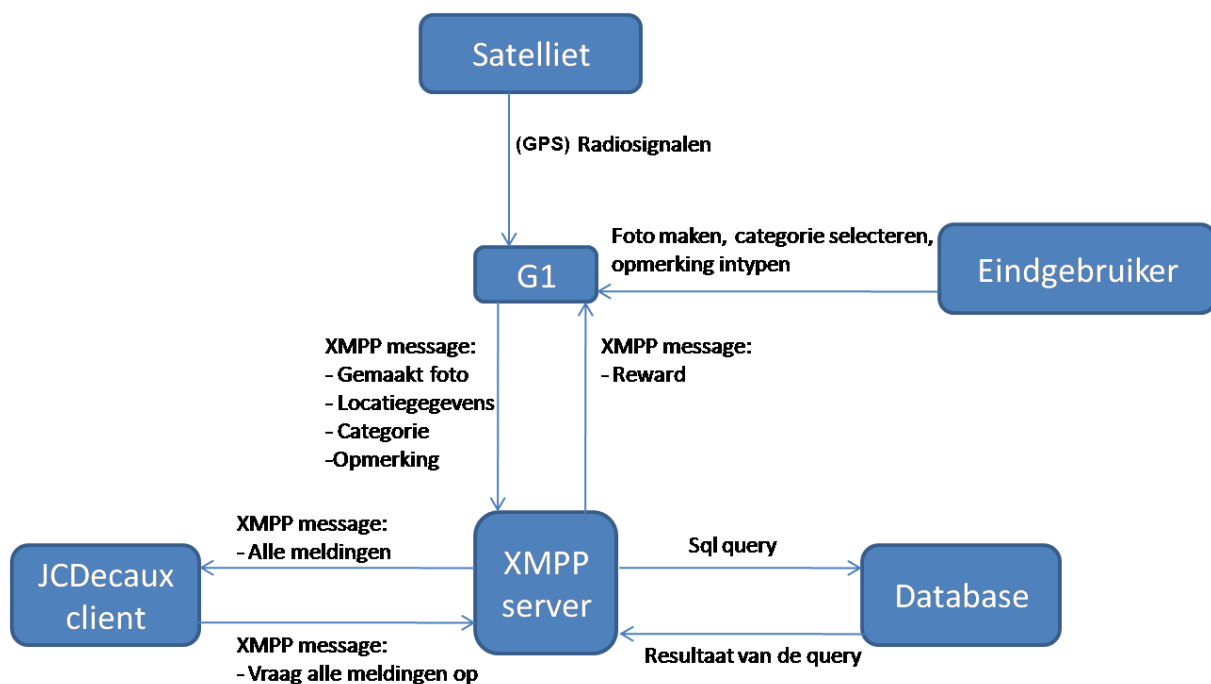 Satelliet
(GPS) Radiosignalen
Foto maken, categorie selecteren,
opmerking intypen
G1
Eindgebruiker
XMPP message:
- Gemaakt foto
- Locatiegegevens
- Categorie
-Opmerking
XMPP message:
- Reward
XMPP message:
- Alle meldingen
JCDecaux
client
XMPP
server
Sql query
Database
XMPP message:
- Vraag alle meldingen op
Resultaat van de query